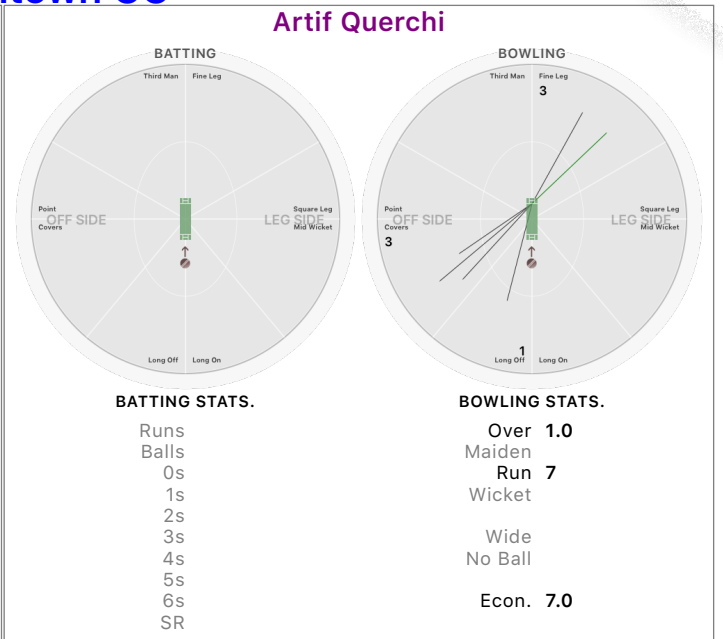 CC
Artif Querchi
BATTING
BOWLING
Third Man
Fine Leg
Third Man
Fine Leg
3
Point
Covers
OFF SIDE
LEG SIDE
Square Leg
Mid Wicket
Point
Covers
OFF SIDE
LEG SIDE
Square Leg
Mid Wicket
3
1
Long Off
Long On
Long Off
Long On
BATTING STATS.
BOWLING STATS.
Runs
Balls
0s
1s
2s
3s
4s
5s
6s
SR
Over 1.0
Maiden
Run 7
Wicket
Wide
No Ball
Econ. 7.0